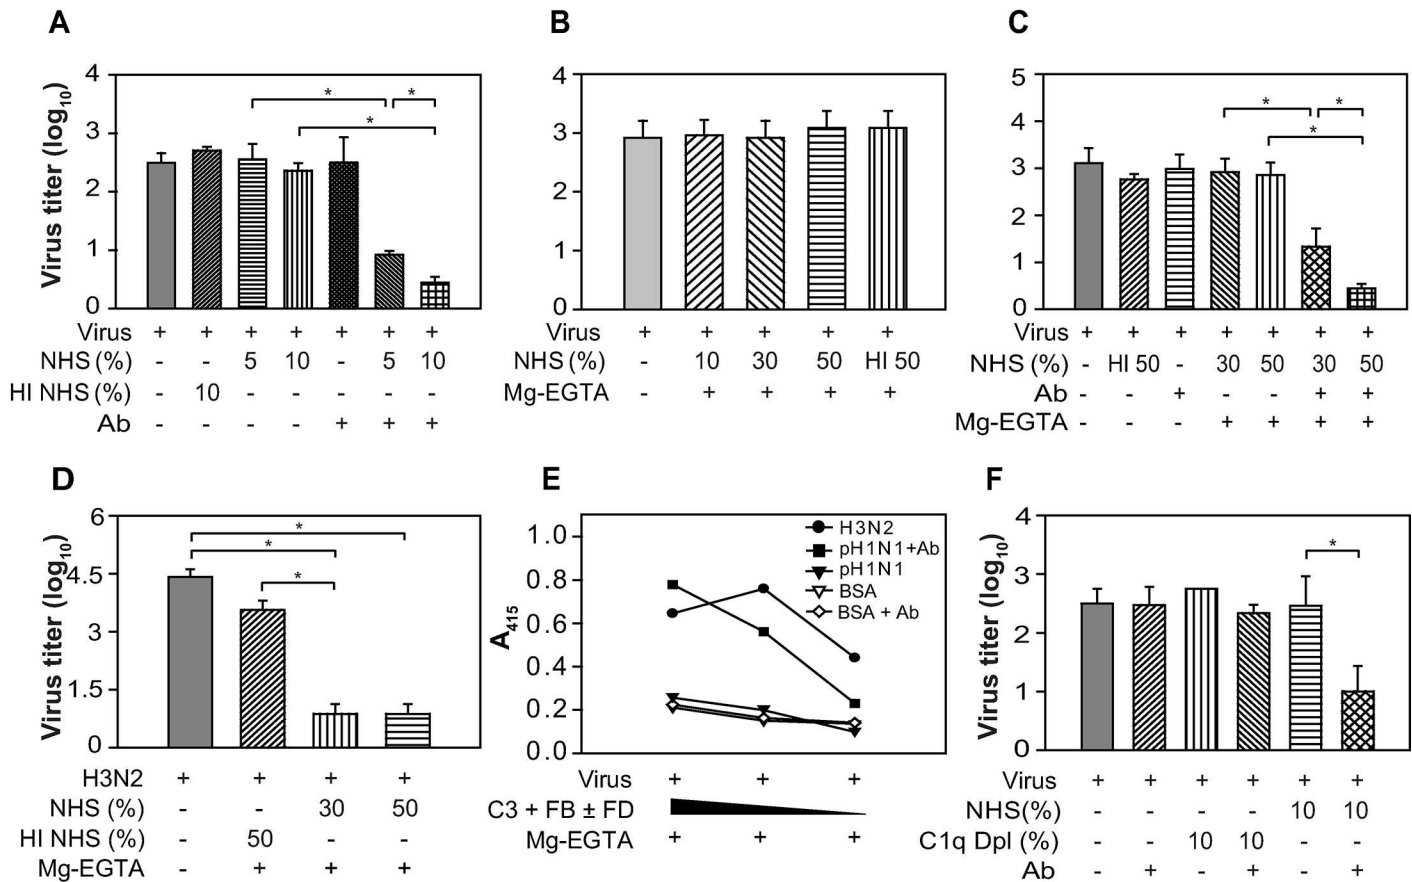 A
Virus titer (log10)
4
3
2
1
0
* *
*
Virus + + + + + + +
NHS (%) - - 5 10 - 5 10
HI NHS (%) - 10 - - - - -
Ab - - - - + + +
B
4
3
2
1
0
Virus + + + + +
NHS (%) - 10 30 50 HI 50
Mg-EGTA - + + + +
C
5
4
3
2
1
0
* *
*
Virus + + + + + + +
NHS (%) - HI 50 - 30 50 30 50
Ab - - + - - + +
Mg-EGTA - - - + + + +
D
Virus titer (log10)
6
4.5
3
1.5
0
*
*
*
H3N2 + + + +
NHS (%) - - 30 50
HI NHS (%) - 50 - -
Mg-EGTA - + + +
E
A415
1.0
0.8
0.6
0.4
0.2
0.0
H3N2
pH1N1+Ab
pH1N1
BSA
BSA + Ab
Virus + + +
C3 + FB ± FD
Mg-EGTA + + +
F
Virus titer (log10)
4
3
2
1
0
*
Virus + + + + + +
NHS(%) - - - - 10 10
C1q Dpl (%) - - 10 10 - -
Ab - + - + - +